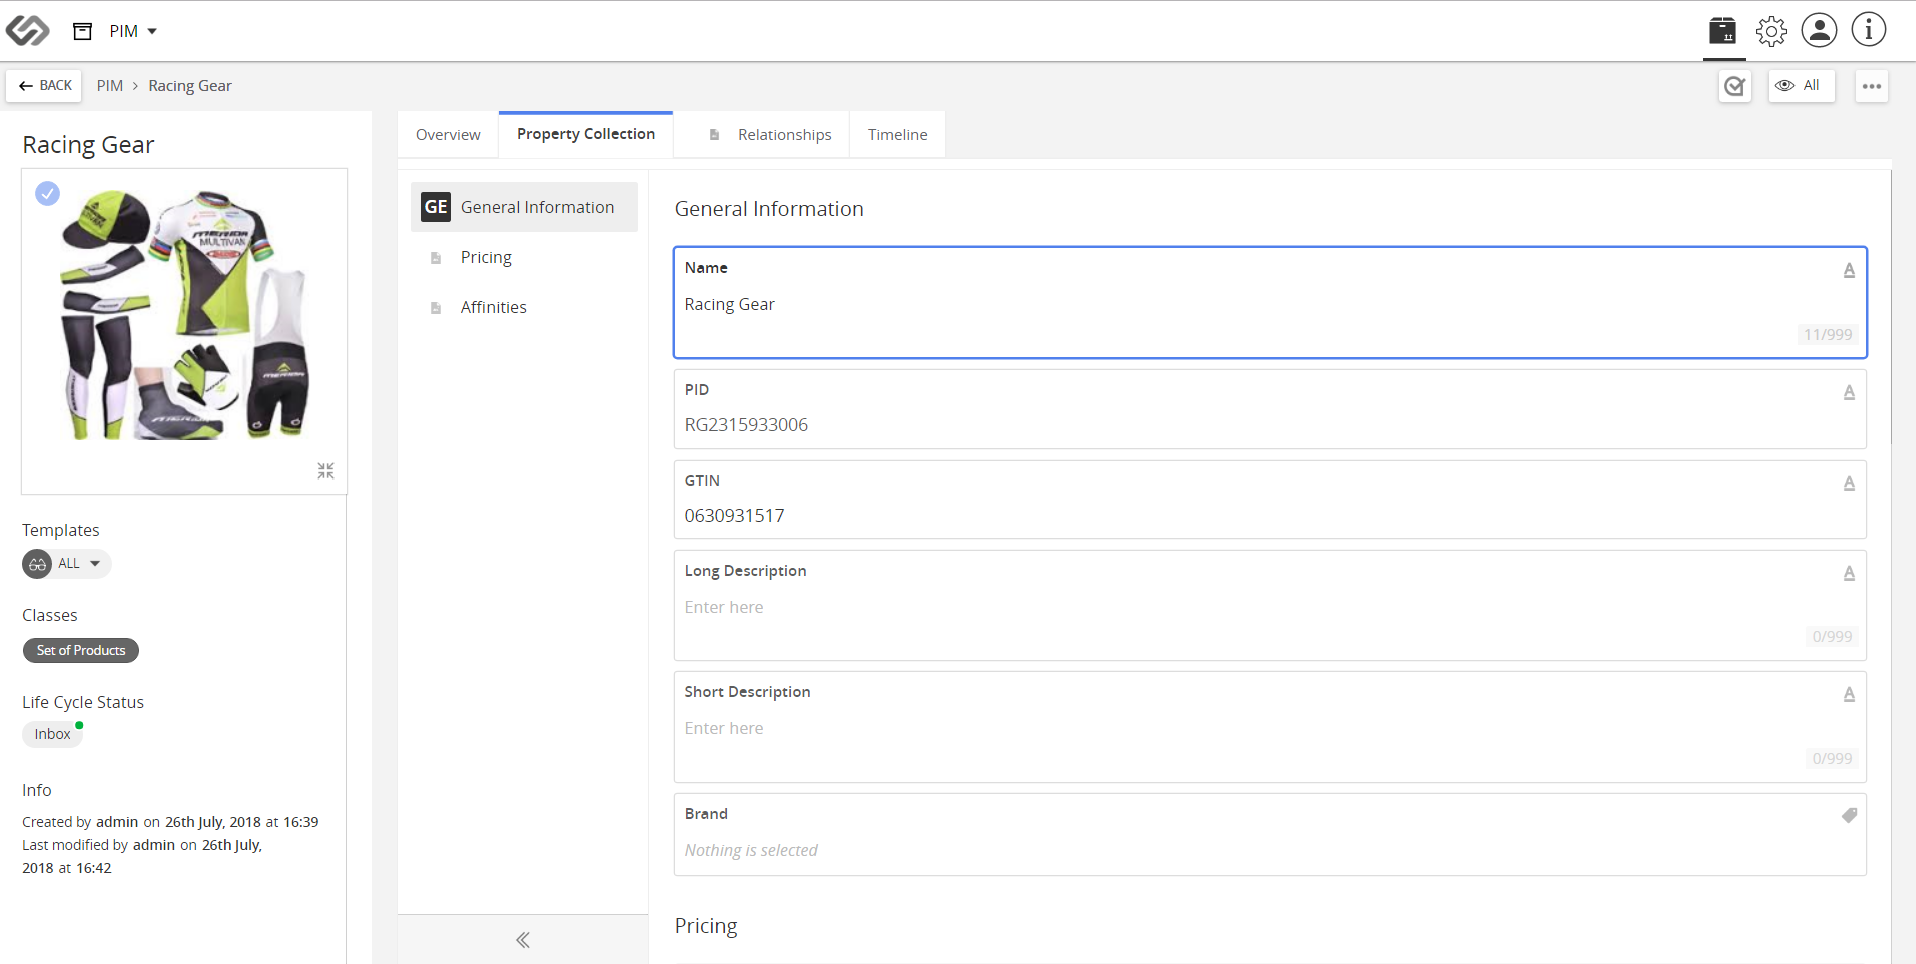 PIM
BACK
PIM > Racing Gear
All
Racing Gear
MERIDA
MULTIVAN
MERIDA
Templates
ALL
Classes
Set of Products
Life Cycle Status
Inbox
Info
Created by admin on 26th July, 2018 at 16:39
Last modified by admin on 26th July,
2018 at 16:42
Overview
Property Collection
Relationships
Timeline
GE General Information
Pricing
Affinities
General Information
Name
A
Racing Gear
11/999
PID
A
RG2315933006
GTIN
A
0630931517
Long Description
A
Enter here
0/999
Short Description
A
Enter here
0/999
Brand
Nothing is selected
Pricing